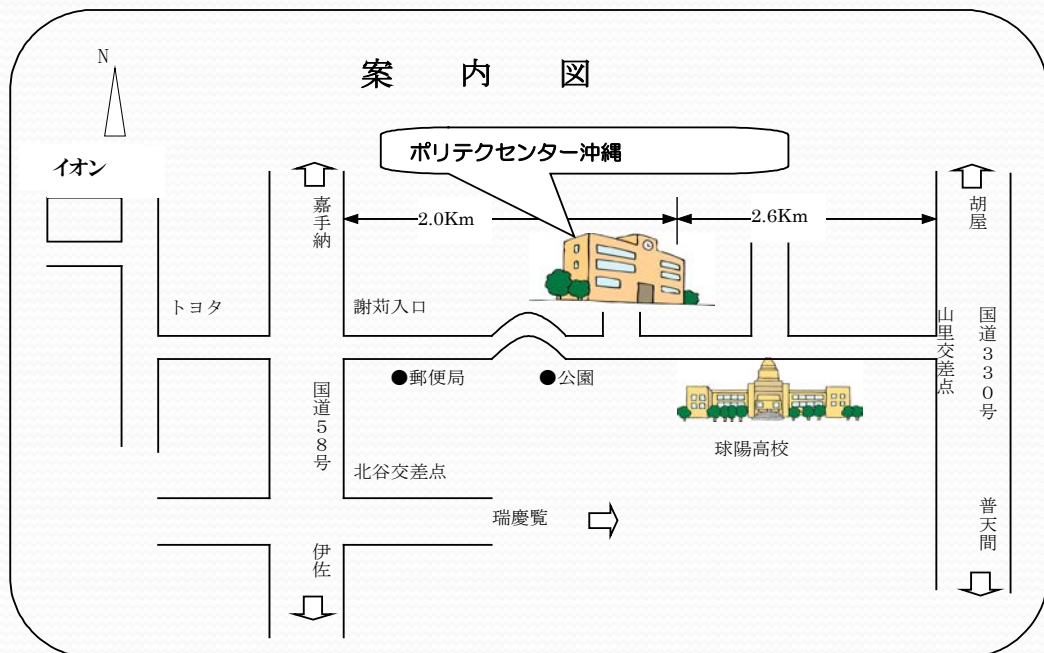 案 内 図
N
ポリテクセンター沖縄
イオン
嘉手納
2.0Km
2.6Km
胡屋
トヨタ
謝苅入口
山里交差点
国道330号
●郵便局
●公園
国道58号
球陽高校
北谷交差点
瑞慶覧
普天間
伊佐